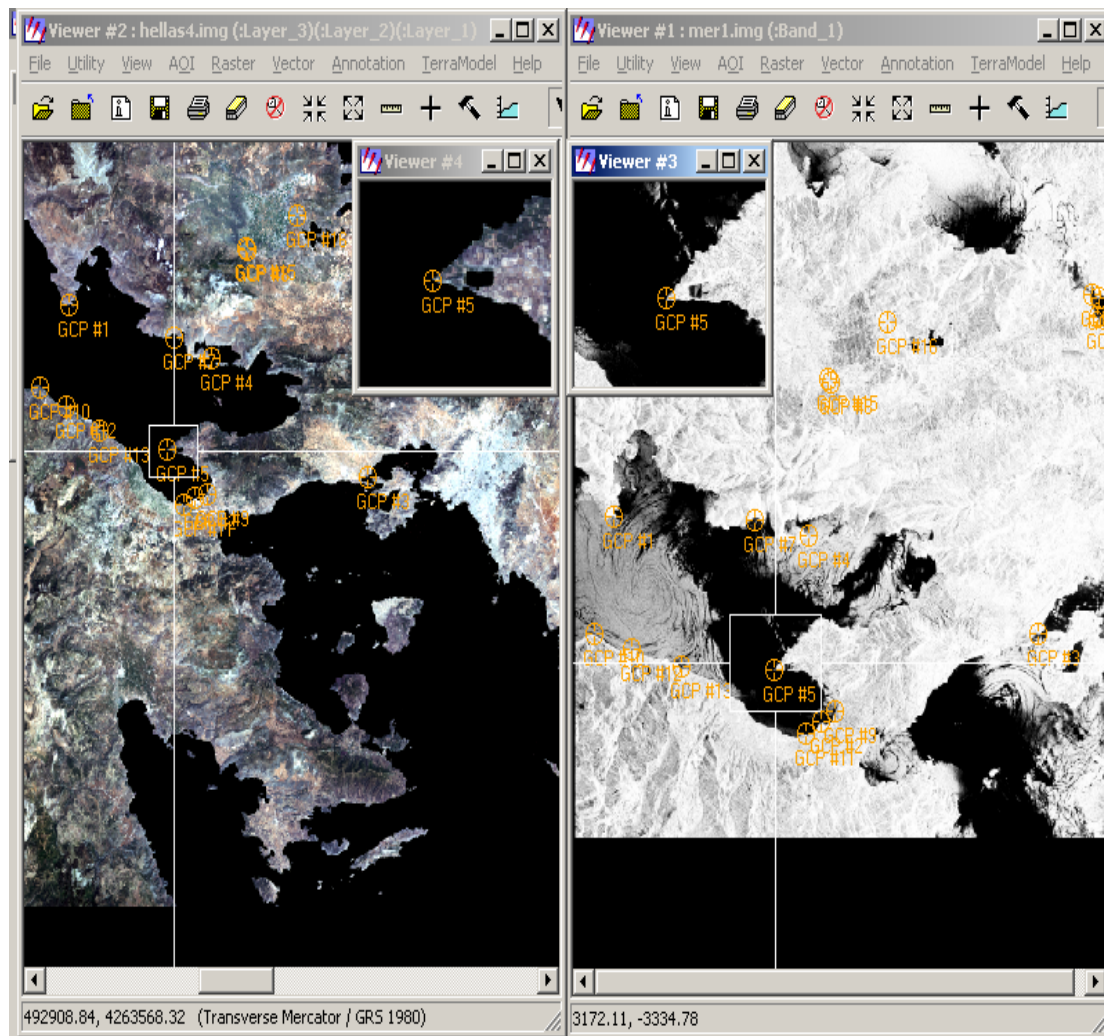 Viewer #2 : hellas4.img (:Layer_3)(:Layer_2)(:Layer_1)
File Utility View AOI Raster Vector Annotation TerraModel Help
Viewer #4
GCP #5
GCP #16
GCP #1
GCP #4
GCP #10
GCP #13
GCP #5
GCP #3
492908.84, 4263568.32 (Transverse Mercator / GRS 1980)
Viewer #1 : mer1.img (:Band_1)
File Utility View AOI Raster Vector Annotation TerraModel Help
Viewer #3
GCP #5
GCP #16
GCP #1
GCP #7
GCP #4
GCP #3
GCP #13
GCP #5
GCP #11
3172.11, -3334.78